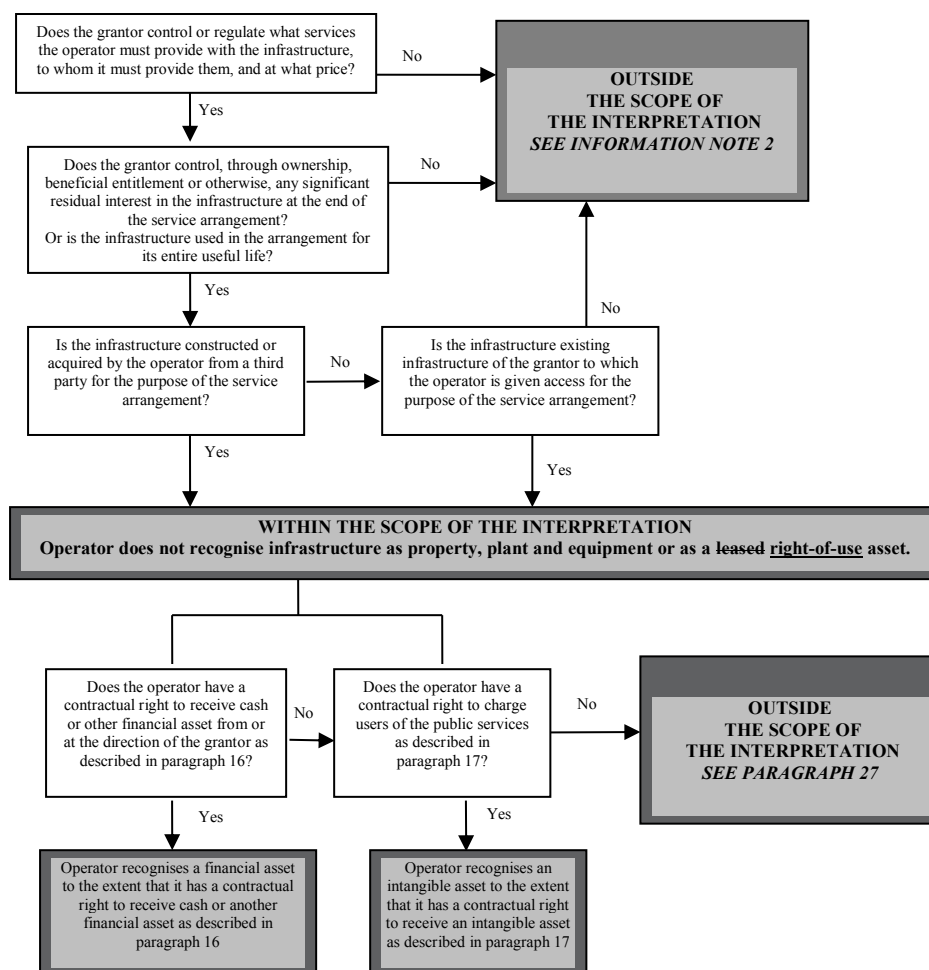 Does the grantor control or regulate what services
the operator must provide with the infrastructure,
to whom it must provide them, and at what price?
No
OUTSIDE
THE SCOPE OF
THE INTERPRETATION
SEE INFORMATION NOTE 2
Yes
Does the grantor control, through ownership,
beneficial entitlement or otherwise, any significant
residual interest in the infrastructure at the end of
the service arrangement?
Or is the infrastructure used in the arrangement for
its entire useful life?
No
Yes
No
Is the infrastructure constructed or
acquired by the operator from a third
party for the purpose of the service
arrangement?
No
Is the infrastructure existing
infrastructure of the grantor to which
the operator is given access for the
purpose of the service arrangement?
Yes
Yes
WITHIN THE SCOPE OF THE INTERPRETATION
Operator does not recognise infrastructure as property, plant and equipment or as a leased right-of-use asset.
Does the operator have a
contractual right to receive cash
or other financial asset from or
at the direction of the grantor as
described in paragraph 16?
No
Does the operator have a
contractual right to charge
users of the public services
as described in
paragraph 17?
No
OUTSIDE
THE SCOPE OF
THE INTERPRETATION
SEE PARAGRAPH 27
Yes
Yes
Operator recognises a financial asset
to the extent that it has a contractual
right to receive cash or another
financial asset as described in
paragraph 16
Operator recognises an
intangible asset to the extent
that it has a contractual right
to receive an intangible asset
as described in paragraph 17